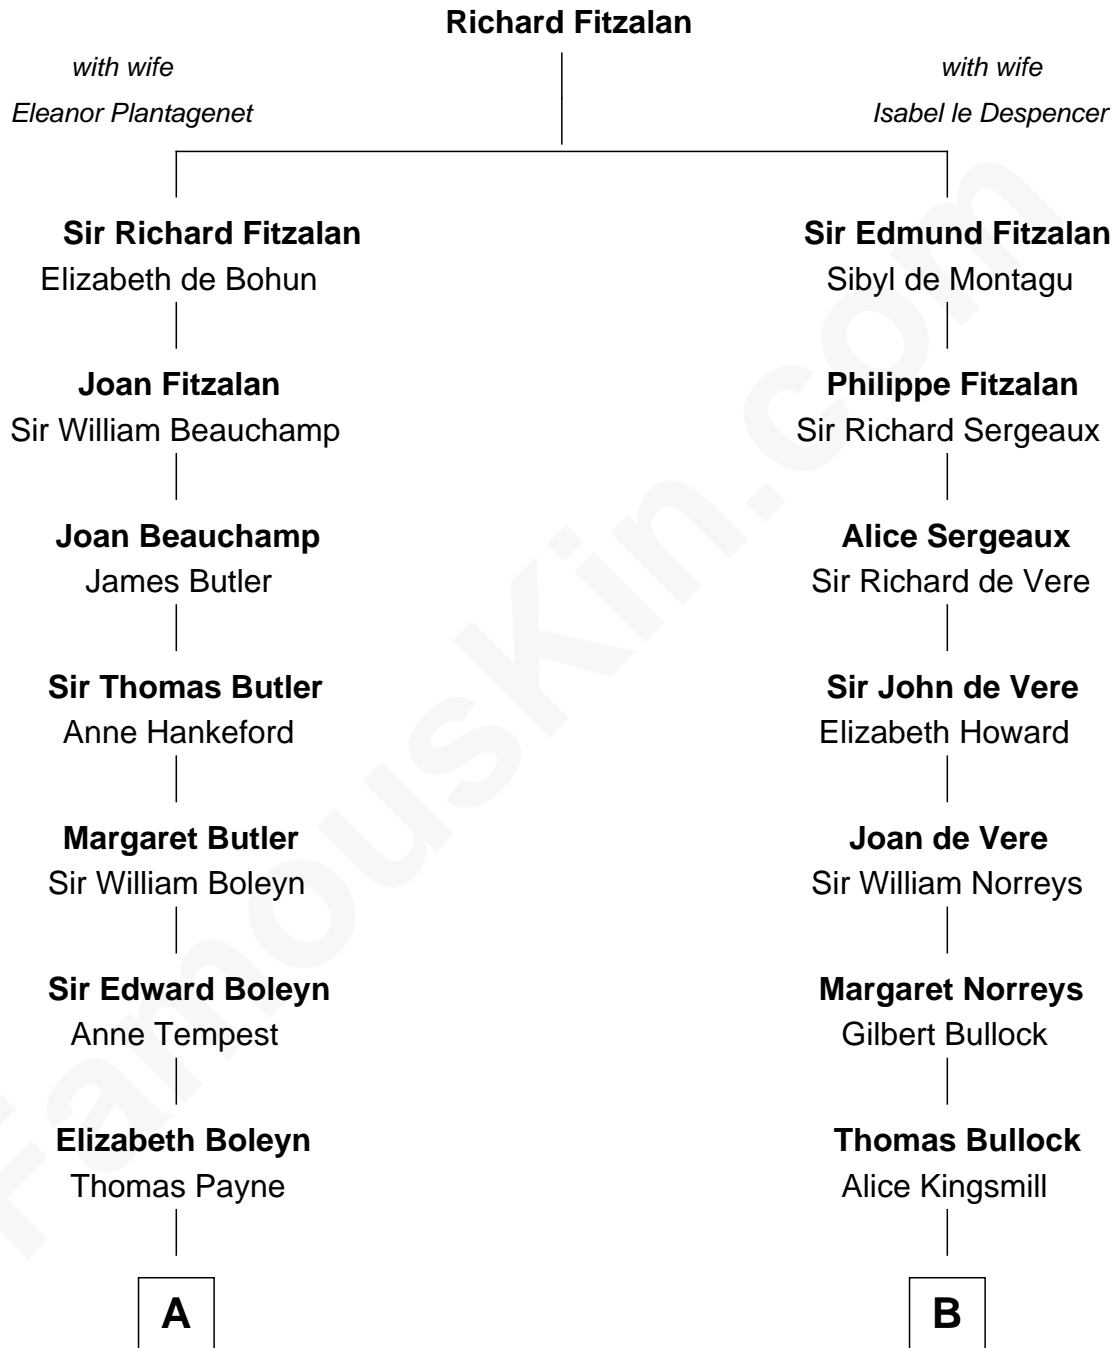 Richard Fitzalan
with wife
Eleanor Plantagenet
with wife
Isabel le Despencer
Sir Richard Fitzalan
Elizabeth de Bohun
Sir Edmund Fitzalan
Sibyl de Montagu
Joan Fitzalan
Sir William Beauchamp
Philippe Fitzalan
Sir Richard Sergeaux
Joan Beauchamp
James Butler
Alice Sergeaux
Sir Richard de Vere
Sir Thomas Butler
Anne Hankeford
Sir John de Vere
Elizabeth Howard
Margaret Butler
Sir William Boleyn
Joan de Vere
Sir William Norreys
Sir Edward Boleyn
Anne Tempest
Margaret Norreys
Gilbert Bullock
Elizabeth Boleyn
Thomas Payne
Thomas Bullock
Alice Kingsmill
A
B
FamousKin.com